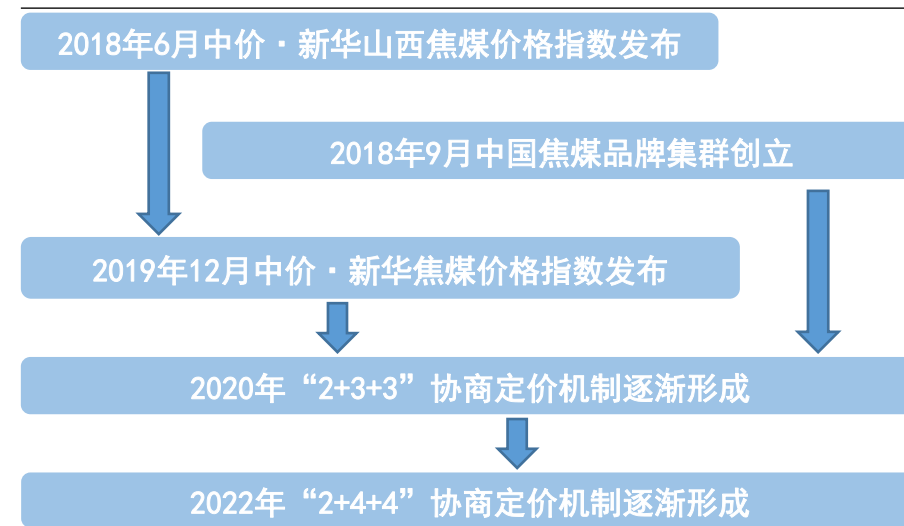 2018年6月中价·新华山西焦煤价格指数发布
2018年9月中国焦煤品牌集群创立
2019年12月中价·新华焦煤价格指数发布
2020年“2+3+3”协商定价机制逐渐形成
2022年“2+4+4”协商定价机制逐渐形成